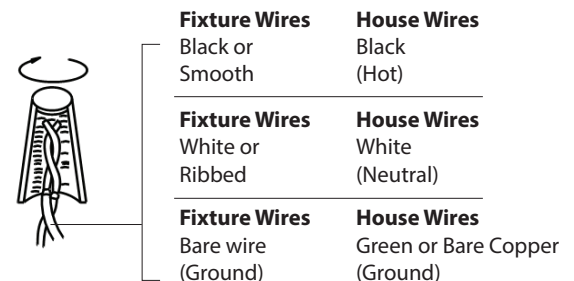 Fixture Wires House Wires
Black or Black
Smooth (Hot)
Fixture Wires House Wires
White or White
Ribbed (Neutral)
Fixture Wires House Wires
Bare wire Green or Bare Copper
(Ground) (Ground)